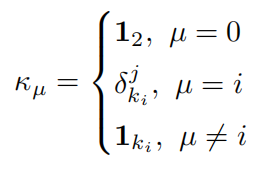 κ_μ = { 𝟏_2, μ = 0
δ^j_{k_i}, μ = i
𝟏_{k_i}, μ ≠ i